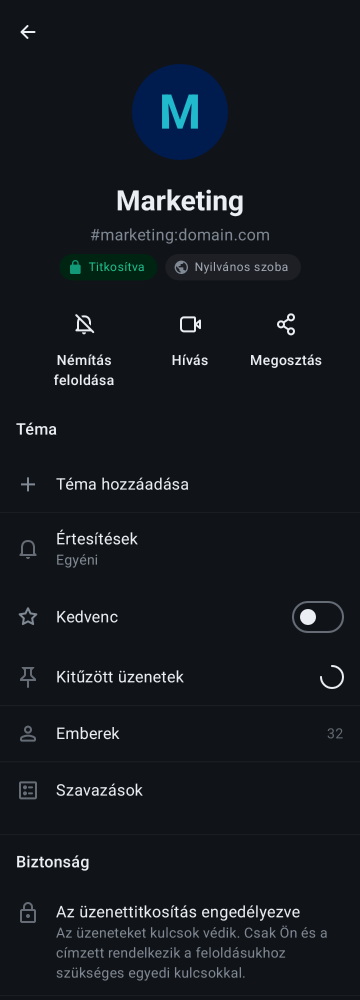 M
Marketing
#marketing:domain.com
Titkosítva
Nyilvános szoba
Némítás
feloldása
Hívás
Megosztás
Téma
Téma hozzáadása
Értesítések
Egyéni
Kedvenc
Kitűzött üzenetek
Emberek
32
Szavazások
Biztonság
Az üzenettitkosítás engedélyezve
Az üzeneteket kulcsok védik. Csak Ön és a
címzett rendelkezik a feloldásukhoz
szükséges egyedi kulcsokkal.